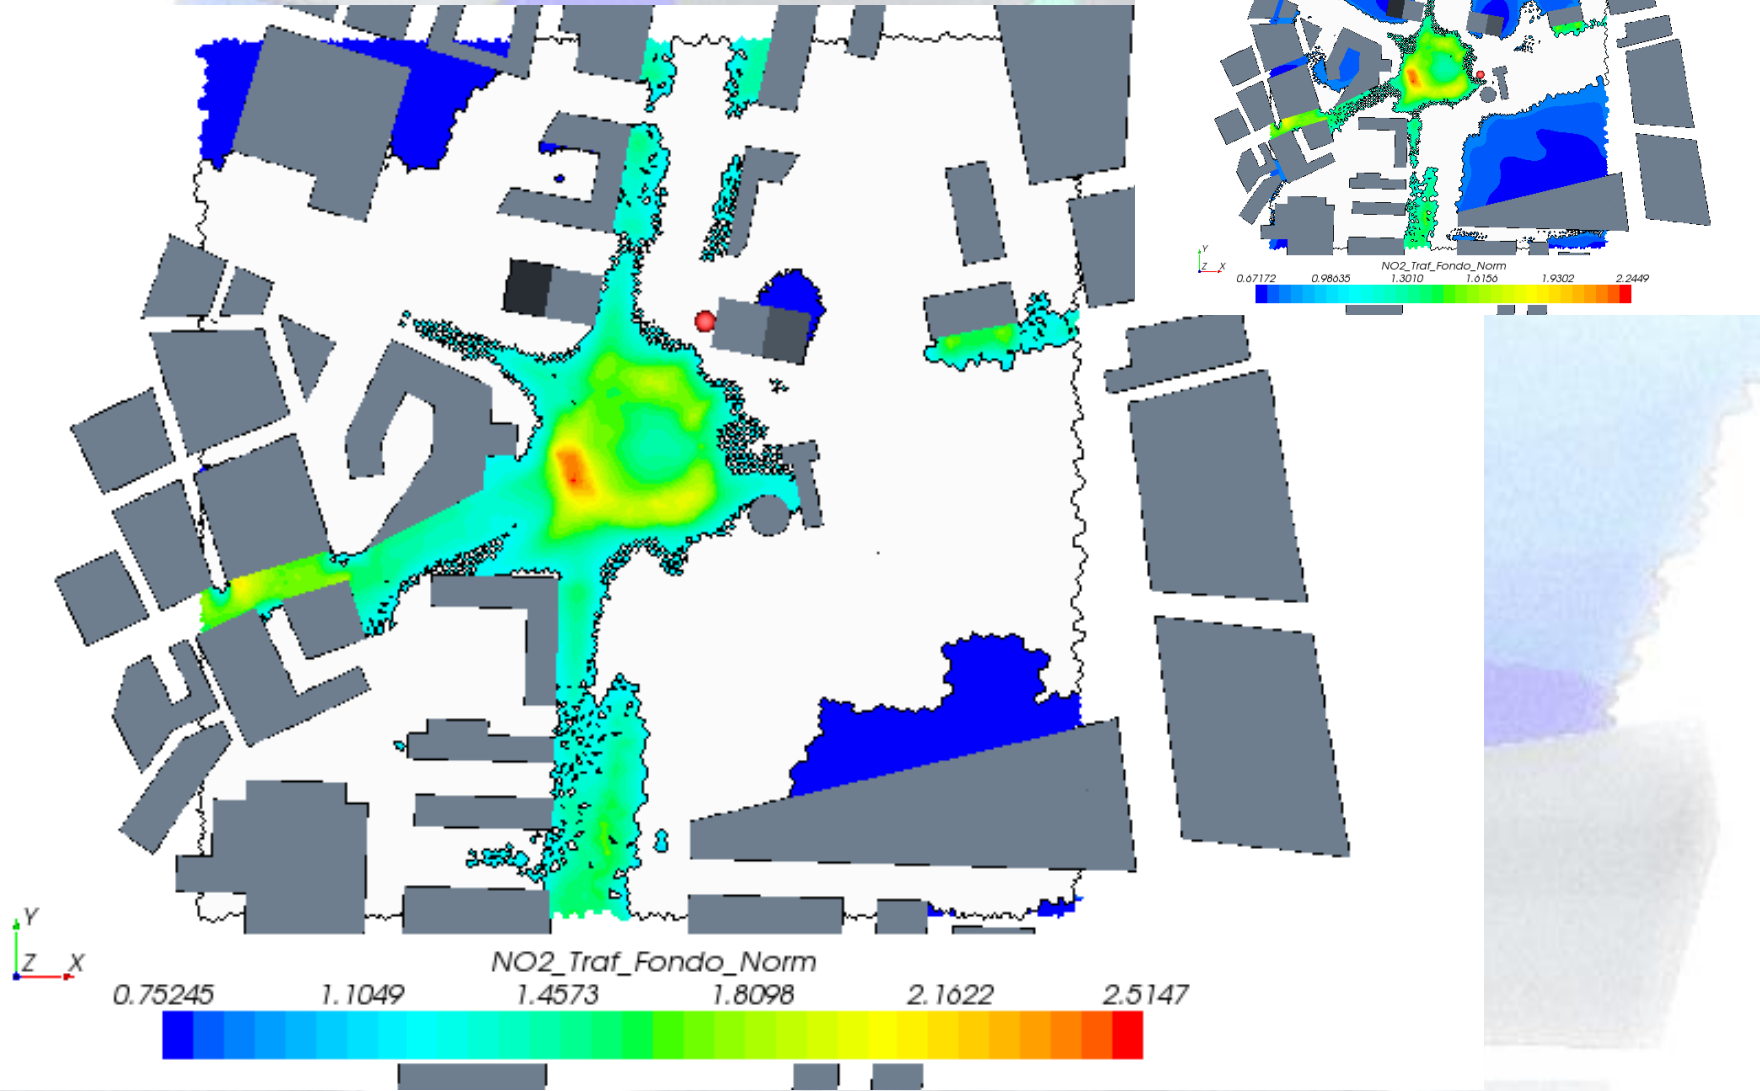 Y
Z X
NO2_Traf_Fondo_Norm
0.67172 0.98635 1.3010 1.6156 1.9302 2.2449
Y
Z X
NO2_Traf_Fondo_Norm
0.75245 1.1049 1.4573 1.8098 2.1622 2.5147